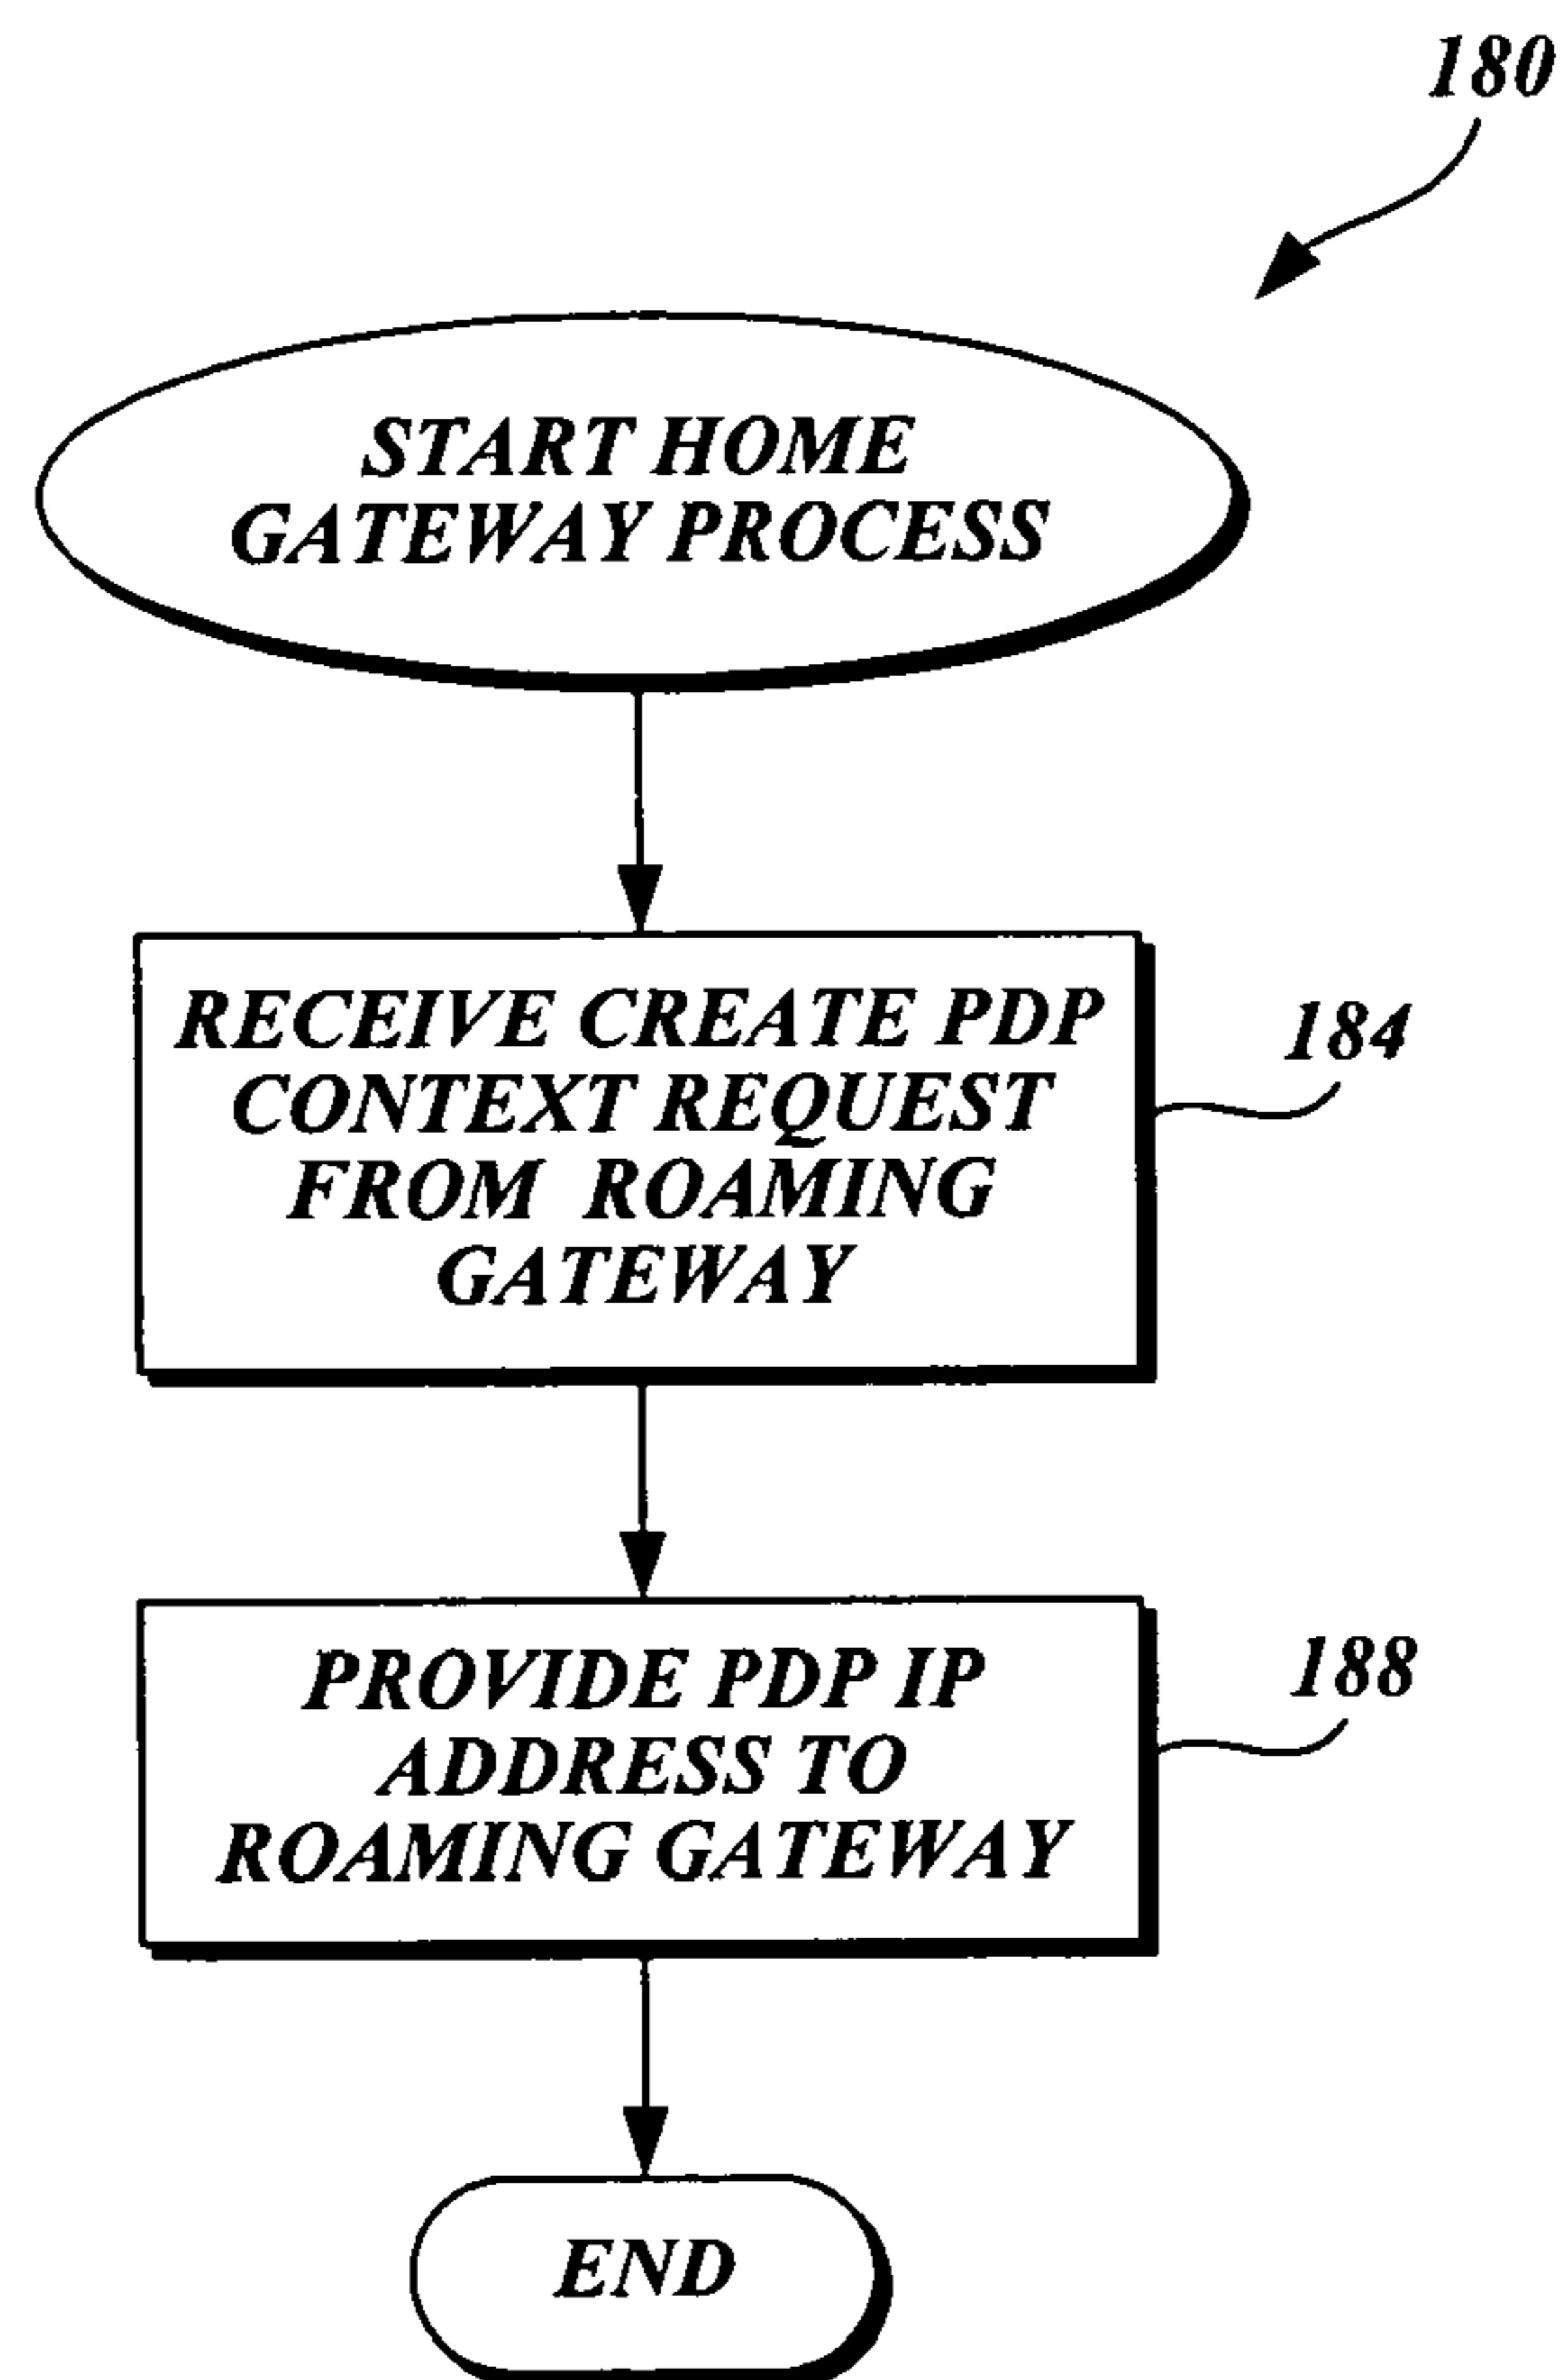 180
START HOME
GATEWAY PROCESS
RECEIVE CREATE PDP
CONTEXT REQUEST
FROM ROAMING
GATEWAY
184
PROVIDE PDP IP
ADDRESS TO
ROAMING GATEWAY
188
END